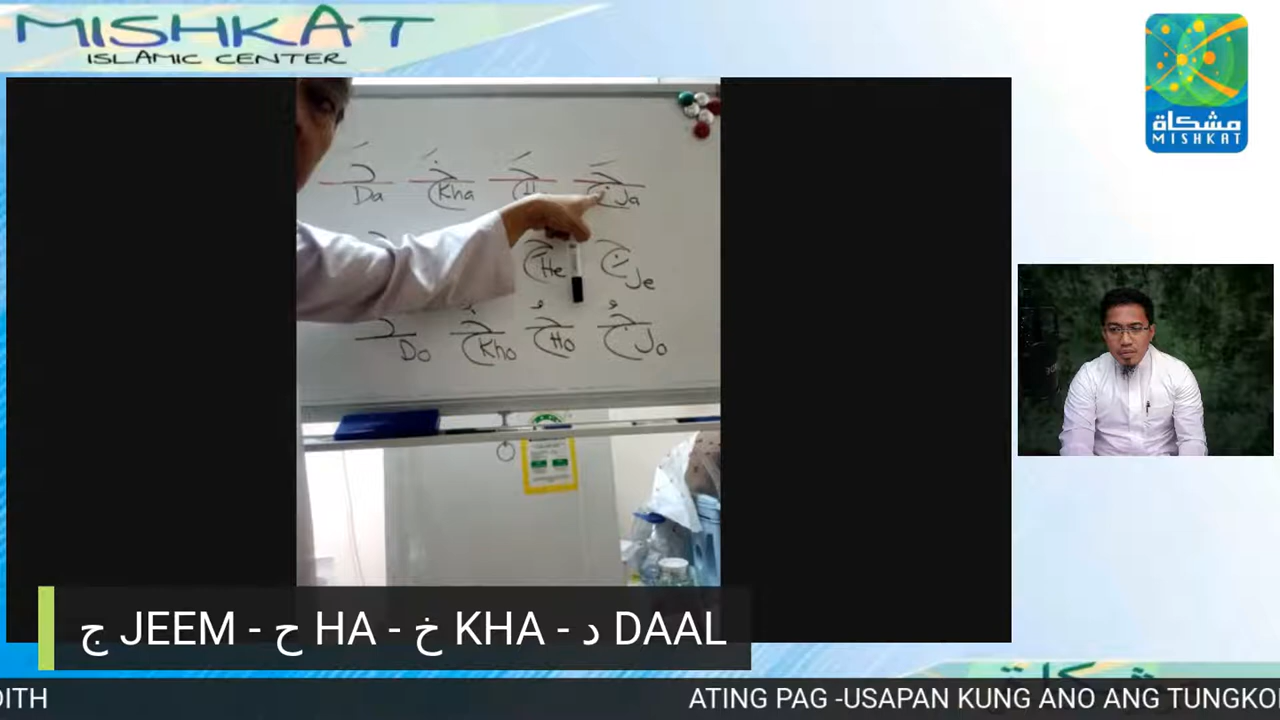 MISHKAT
ISLAMIC CENTER
مشكاة
MISHKAT
دَ خَ حَ جَ
Da Kha Ja
حِ جِ
He Je
خُ حُ جُ
Do Kho Ho Jo
ج JEEM - ح HA - خ KHA - د DAAL
DITH
ATING PAG -USAPAN KUNG ANO ANG TUNGKO